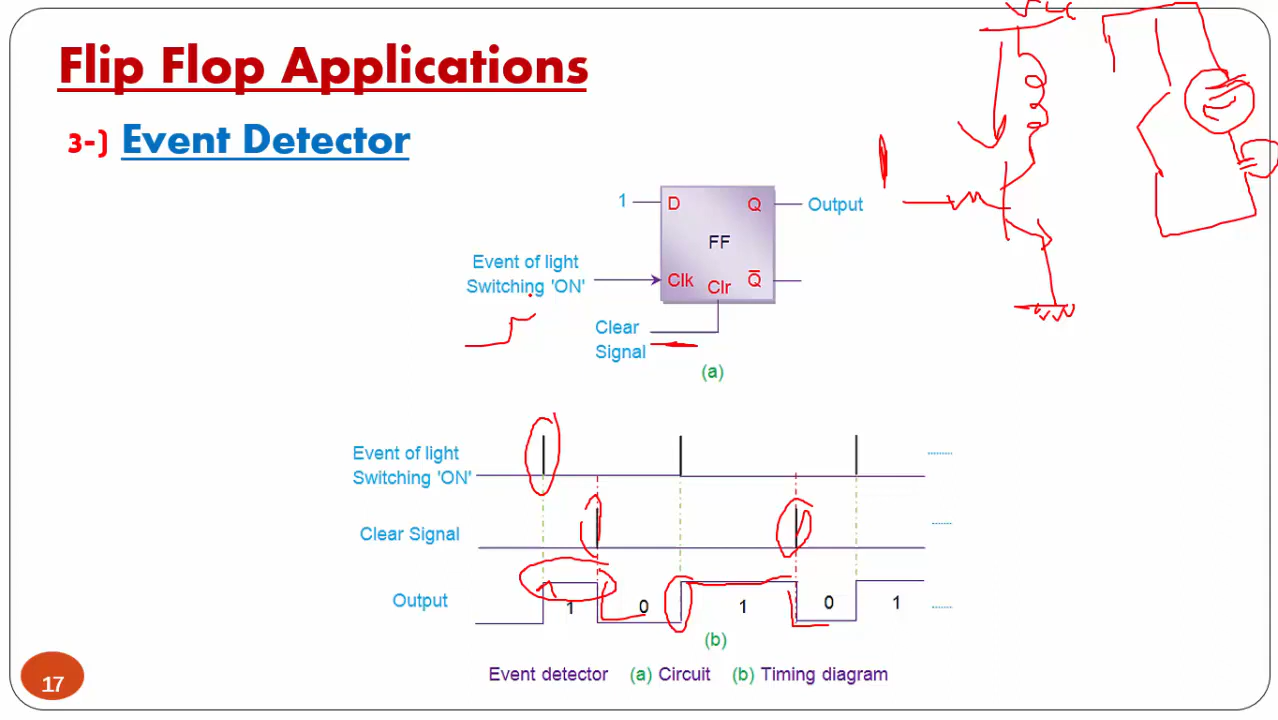 Flip Flop Applications
3-) Event Detector
1
D
Q
Output
FF
Event of light
Switching 'ON'
Clk
Clr
Q̅
Clear
Signal
(a)
Event of light
Switching 'ON'
Clear Signal
Output
1
0
1
0
1
(b)
Event detector (a) Circuit (b) Timing diagram
17